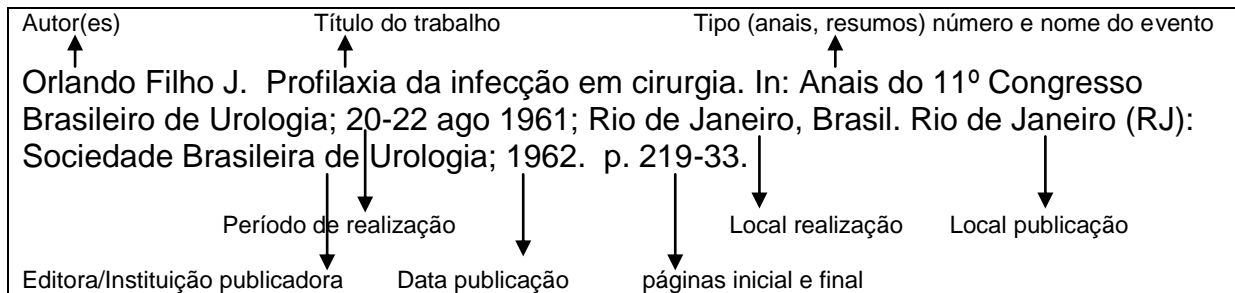 Autor(es) Título do trabalho Tipo (anais, resumos) número e nome do evento
Orlando Filho J. Profilaxia da infecção em cirurgia. In: Anais do 11º Congresso
Brasileiro de Urologia; 20-22 ago 1961; Rio de Janeiro, Brasil. Rio de Janeiro (RJ):
Sociedade Brasileira de Urologia; 1962. p. 219-33.
Período de realização Local realização Local publicação
Editora/Instituição publicadora Data publicação páginas inicial e final